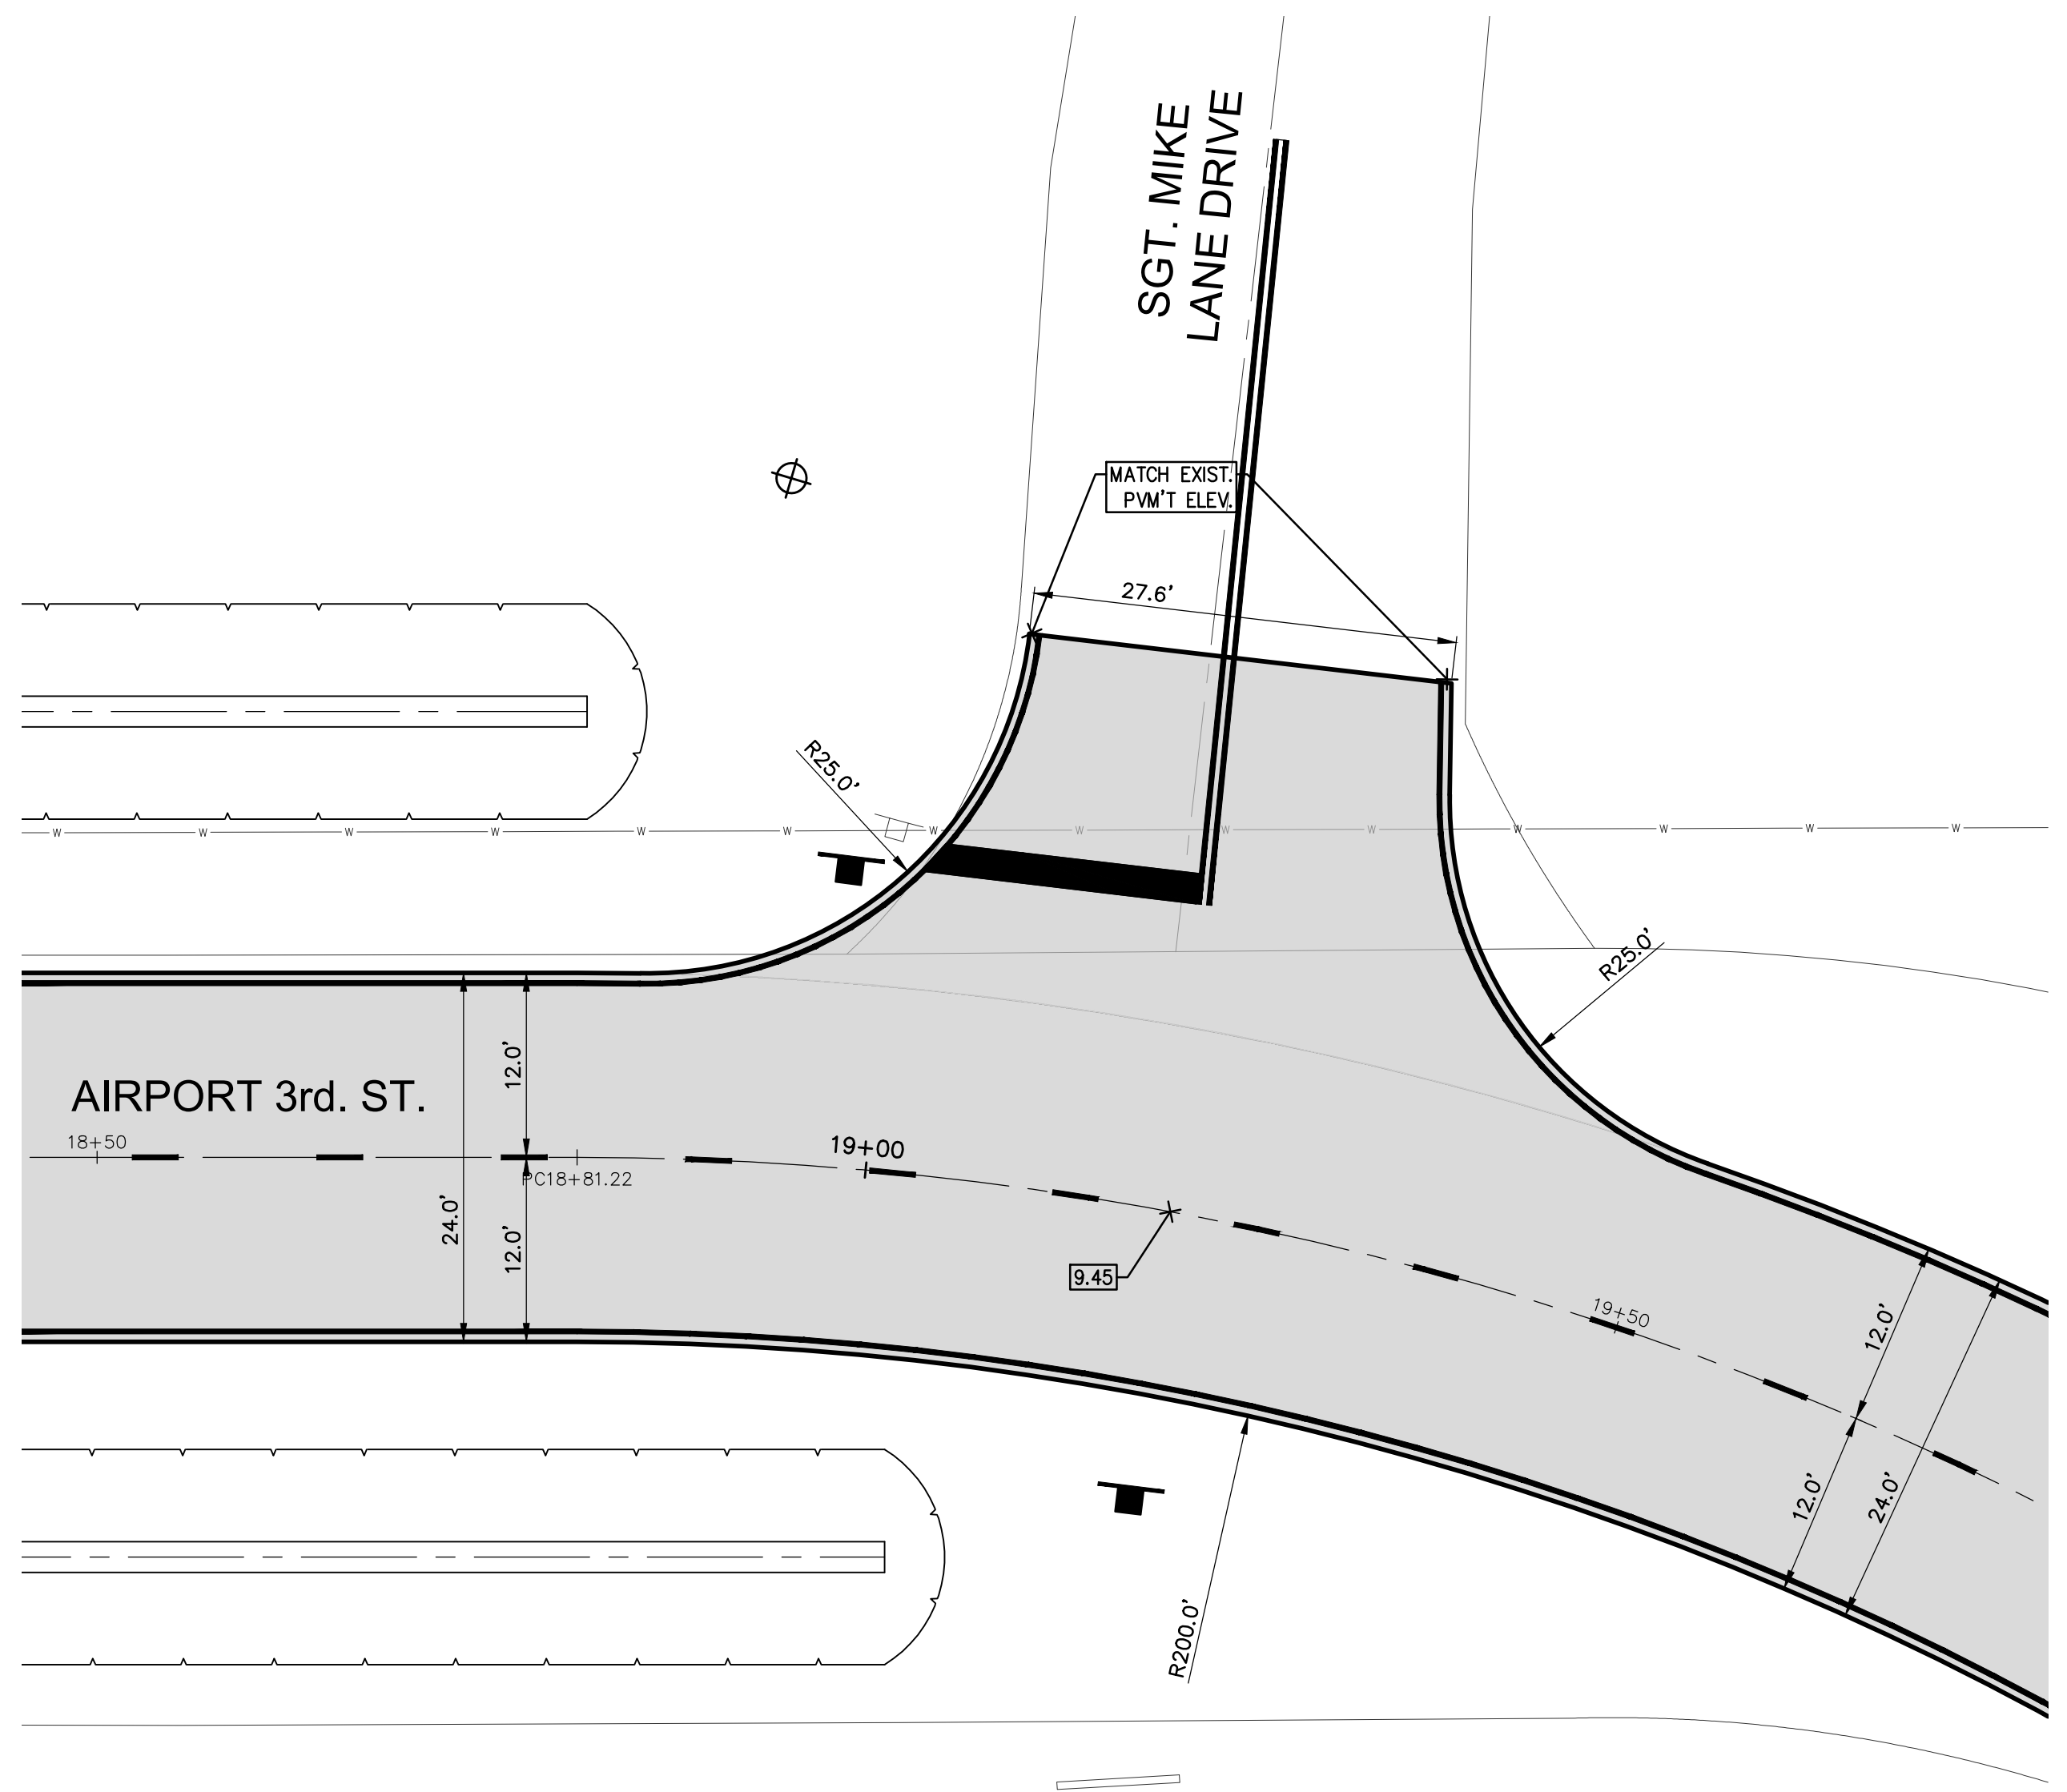 SGT. MIKE
LANE DRIVE
MATCH EXIST.
PVM'T ELEV.
27.6'
R25.0'
W W W W W W W W W W W W W W
R25.0'
12.0'
AIRPORT 3rd. ST.
18+50
19+00
PC18+81.22
24.0'
12.0'
9.45
19+50
12.0'
12.0'
24.0'
R200.0'